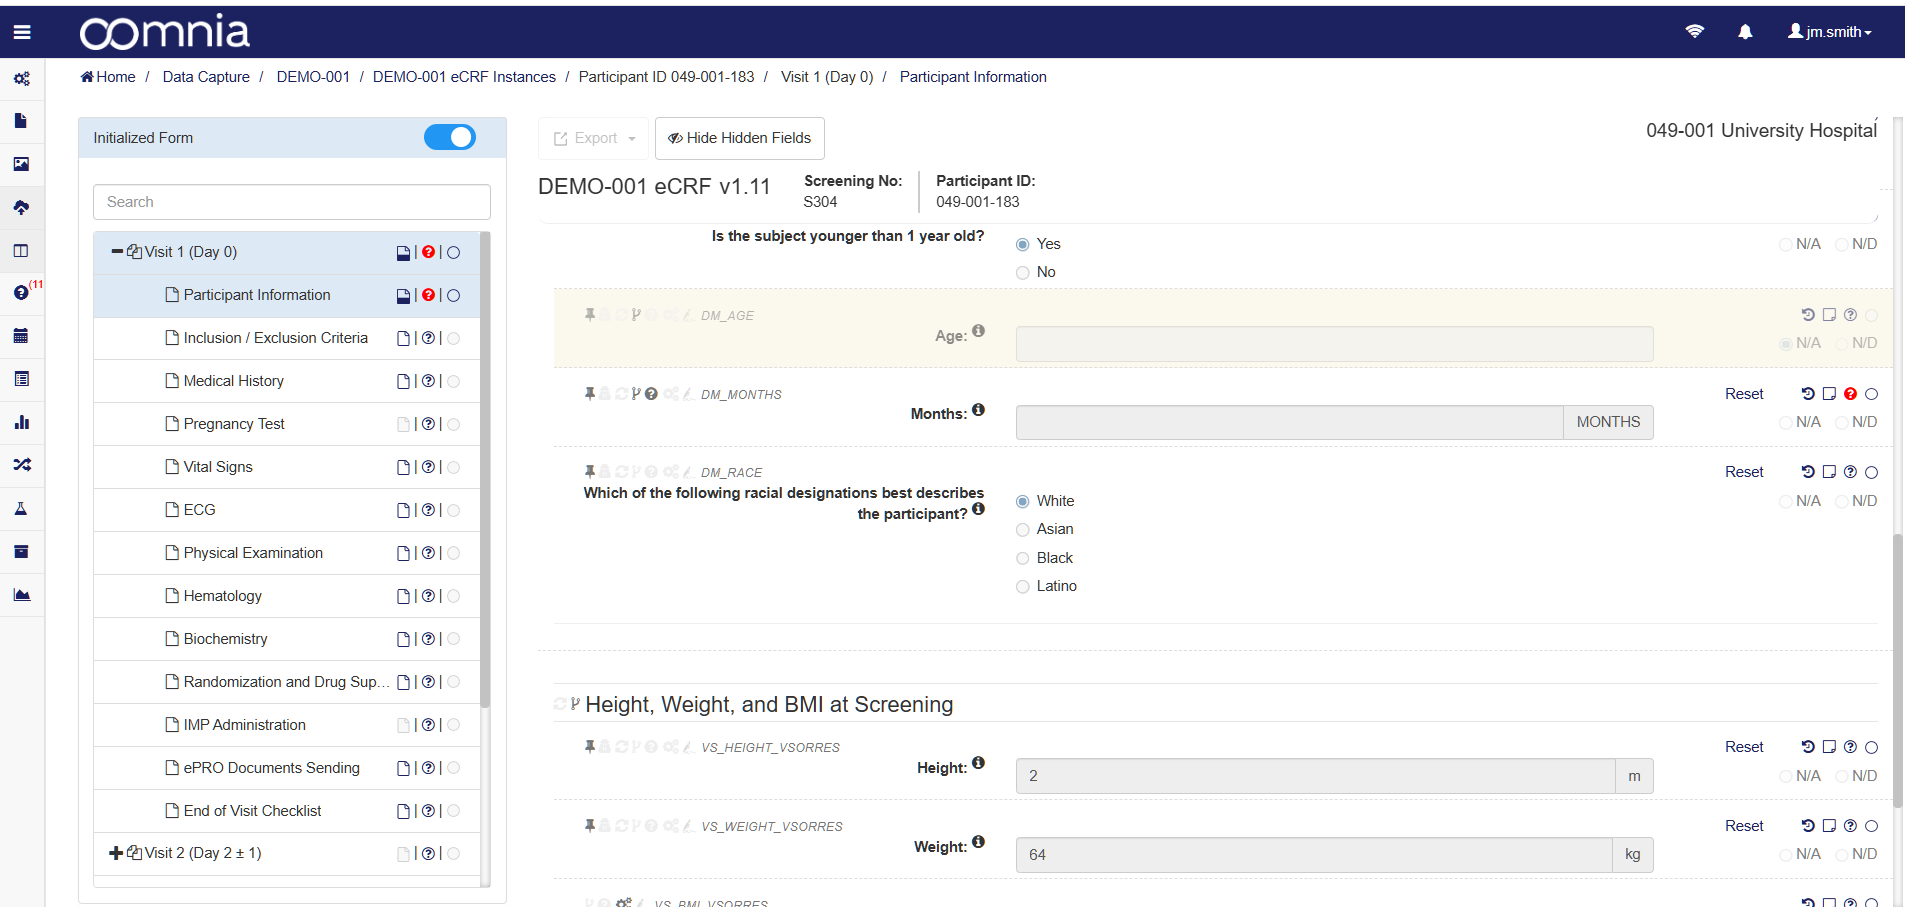 oomnia
jm.smith
Home / Data Capture / DEMO-001 / DEMO-001 eCRF Instances / Participant ID 049-001-183 / Visit 1 (Day 0) / Participant Information
(11
Initialized Form
Search
Visit 1 (Day 0)
Participant Information
Inclusion / Exclusion Criteria
Medical History
Pregnancy Test
Vital Signs
ECG
Physical Examination
Hematology
Biochemistry
Randomization and Drug Sup...
IMP Administration
ePRO Documents Sending
End of Visit Checklist
Visit 2 (Day 2 ± 1)
Export
Hide Hidden Fields
049-001 University Hospital
DEMO-001 eCRF v1.11
Screening No:
S304
Participant ID:
049-001-183
Is the subject younger than 1 year old?
Yes
No
N/A N/D
DM_AGE
Age:
N/A N/D
DM_MONTHS
Reset
Months:
MONTHS
N/A N/D
DM_RACE
Reset
Which of the following racial designations best describes
the participant?
White
Asian
Black
Latino
N/A N/D
Height, Weight, and BMI at Screening
VS_HEIGHT_VSORRES
Reset
Height:
2 m
N/A N/D
VS_WEIGHT_VSORRES
Reset
Weight:
64 kg
N/A N/D
VS_BMI_VSORRES